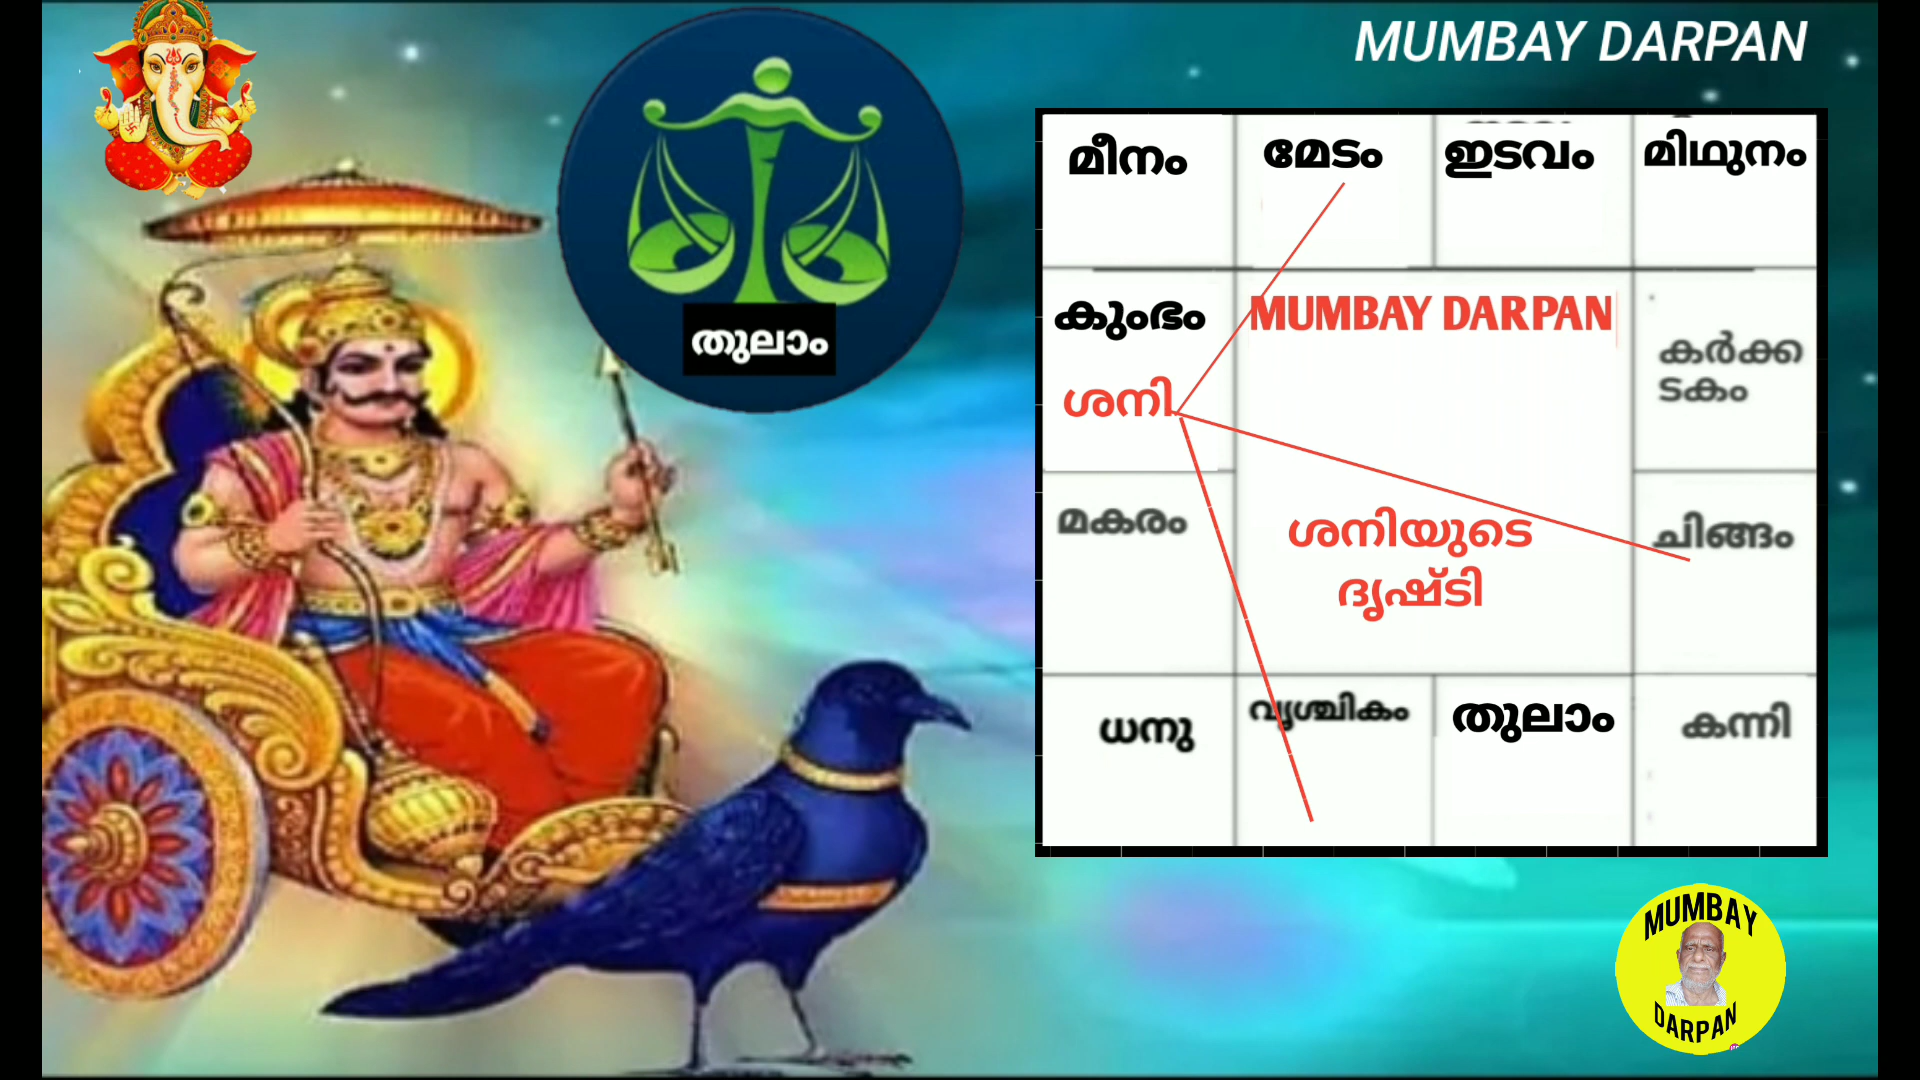 MUMBAY DARPAN
തുലാം
മീനം
മേടം
ഇടവം
മിഥുനം
കുംഭം
MUMBAY DARPAN
കർക്ക
ടകം
ശനി
മകരം
ശനിയുടെ
ദൃഷ്ടി
ചിങ്ങം
ധനു
വൃശ്ചികം
തുലാം
കന്നി
MUMBAY
DARPAN